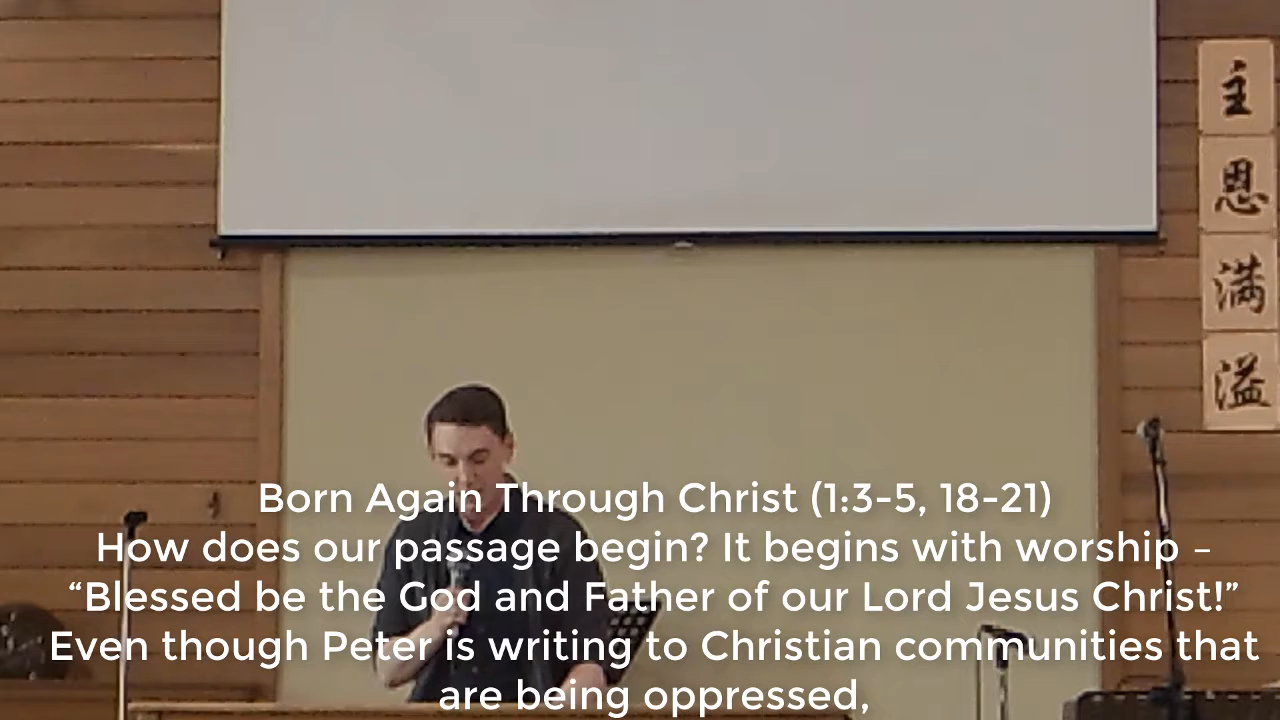 主
恩
满
溢
Born Again Through Christ (1:3-5, 18-21)
How does our passage begin? It begins with worship –
“Blessed be the God and Father of our Lord Jesus Christ!”
Even though Peter is writing to Christian communities that
are being oppressed,